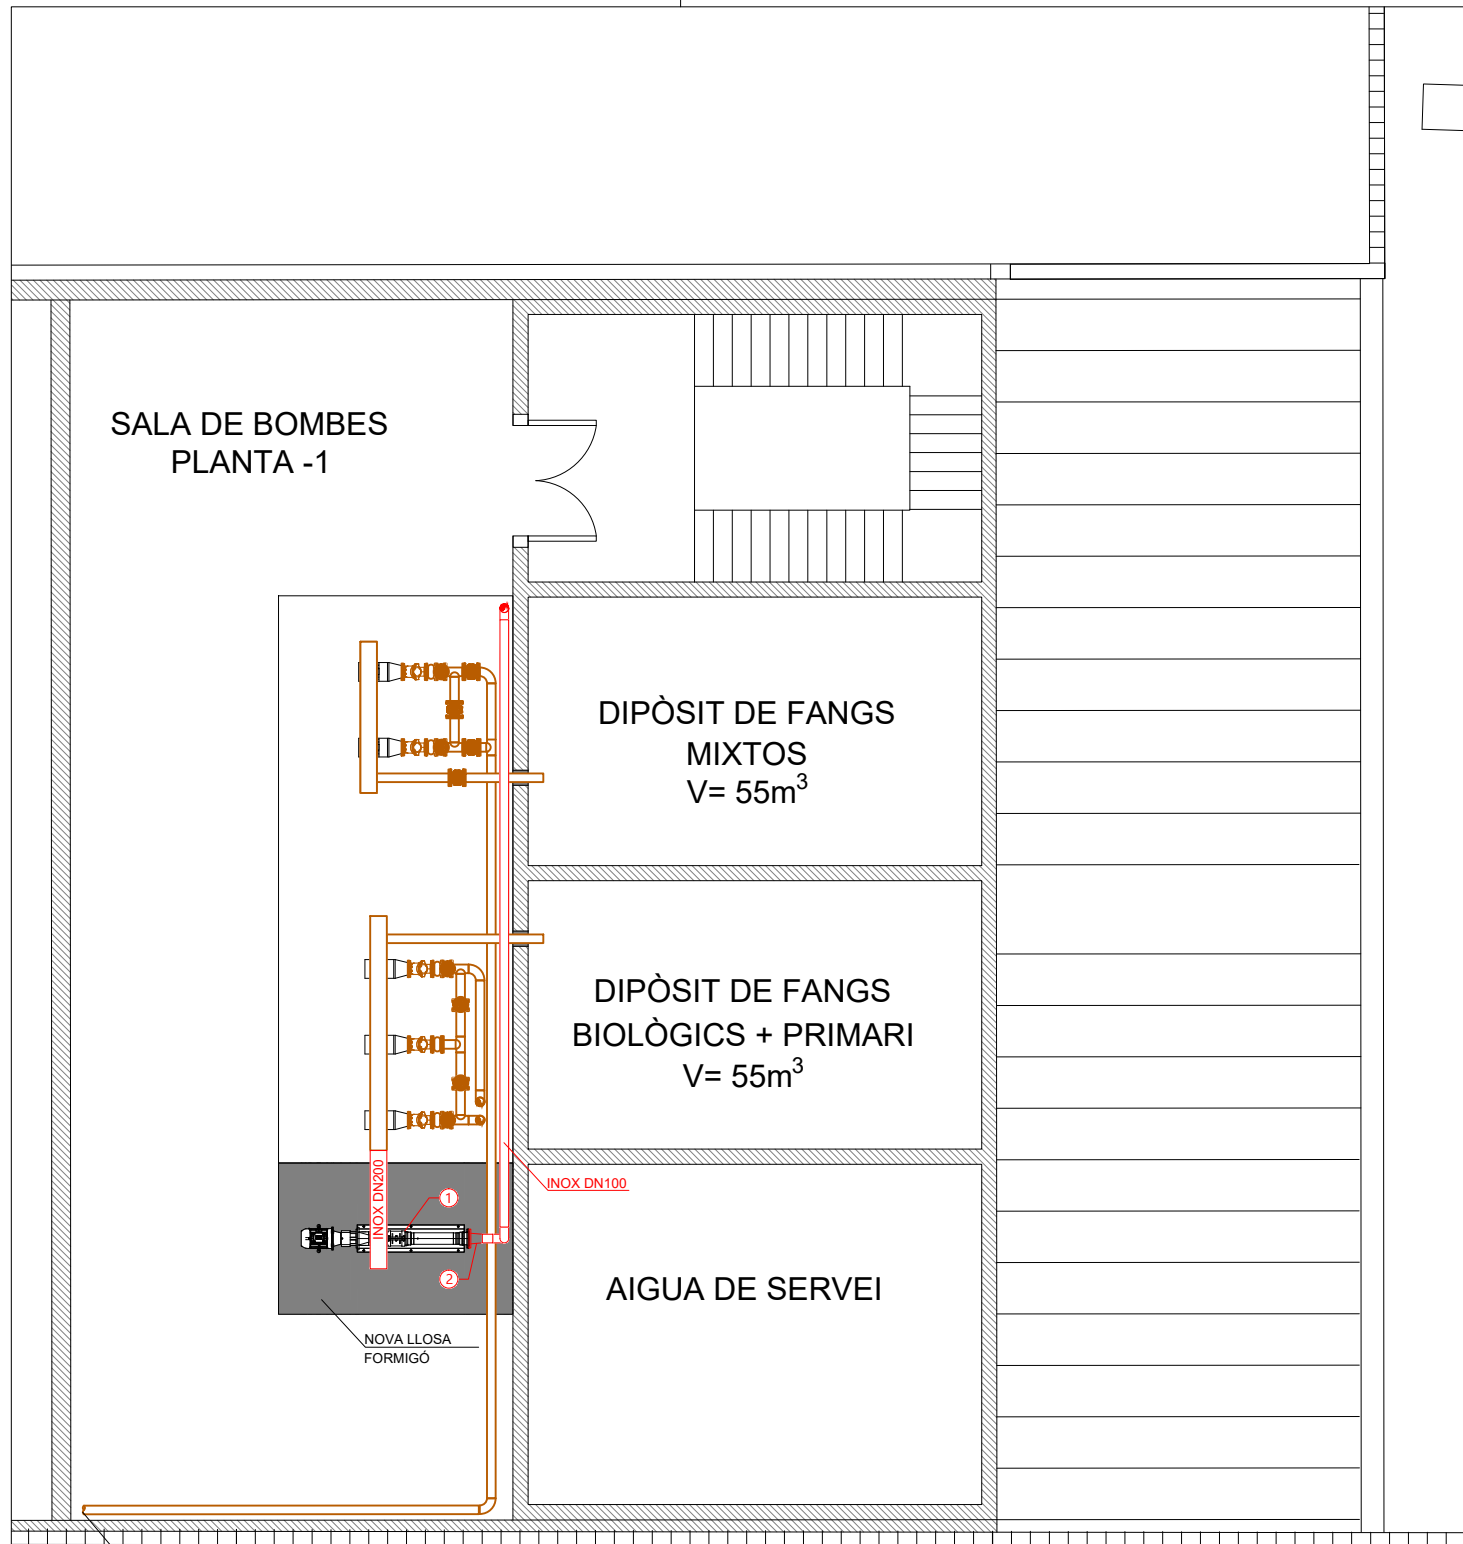 SALA DE BOMBES
PLANTA -1
DIPÒSIT DE FANGS
MIXTOS
V= 55m³
DIPÒSIT DE FANGS
BIOLÒGICS + PRIMARI
V= 55m³
INOX DN200
INOX DN100
1
2
AIGUA DE SERVEI
NOVA LLOSA
FORMIGÓ